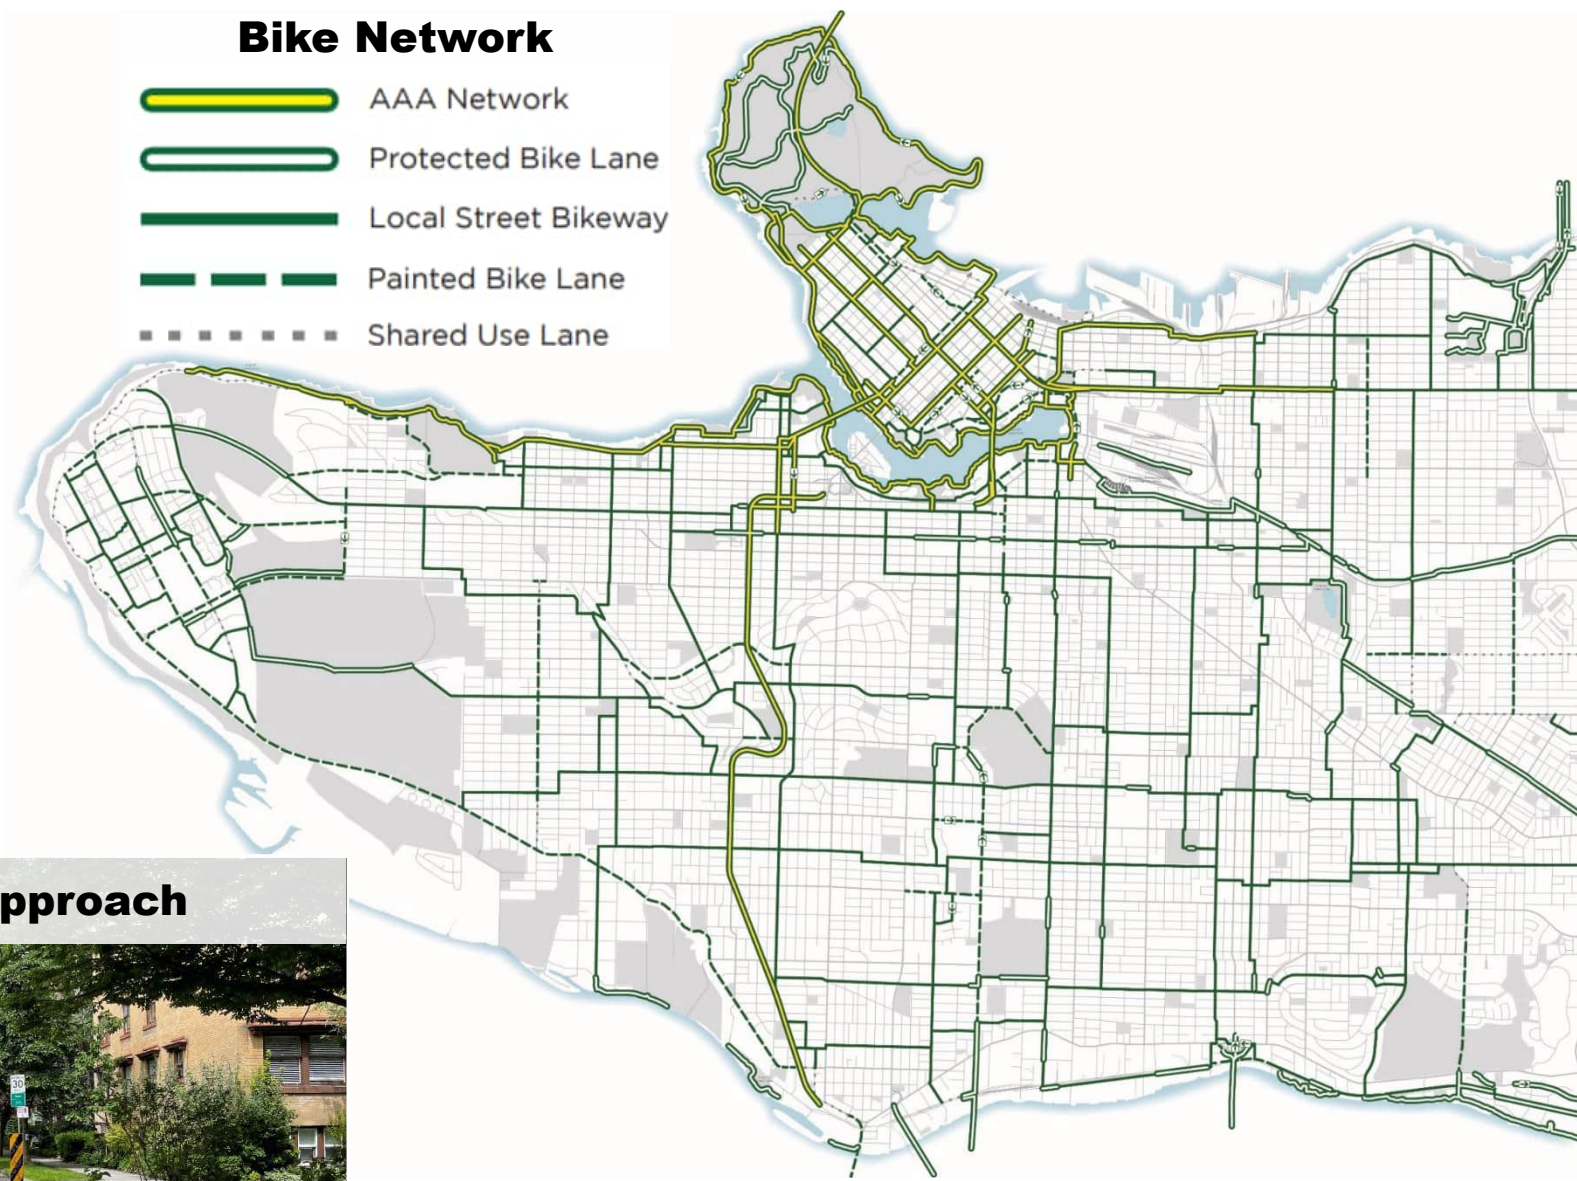 Bike Network
AAA Network
Protected Bike Lane
Local Street Bikeway
Painted Bike Lane
Shared Use Lane
pproach
30